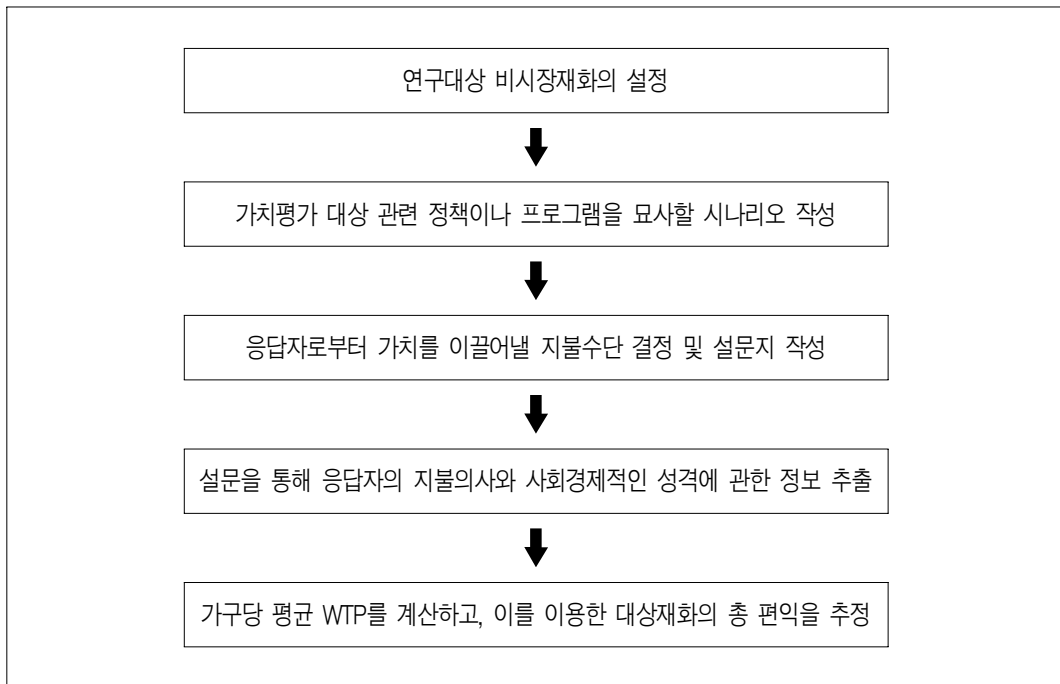 연구대상 비시장재화의 설정
가치평가 대상 관련 정책이나 프로그램을 묘사할 시나리오 작성
응답자로부터 가치를 이끌어낼 지불수단 결정 및 설문지 작성
설문을 통해 응답자의 지불의사와 사회경제적인 성격에 관한 정보 추출
가구당 평균 WTP를 계산하고, 이를 이용한 대상재화의 총 편익을 추정